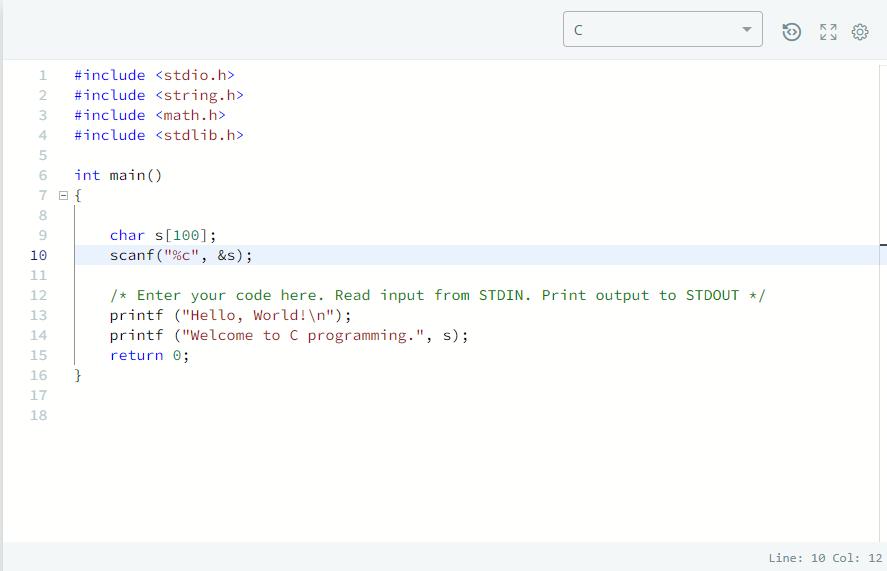 C
1 #include <stdio.h>
2 #include <string.h>
3 #include <math.h>
4 #include <stdlib.h>
5
6 int main()
7 {
8
9 char s[100];
10 scanf("%c", &s);
11
12 /* Enter your code here. Read input from STDIN. Print output to STDOUT */
13 printf ("Hello, World!\n");
14 printf ("Welcome to C programming.", s);
15 return 0;
16 }
17
18
Line: 10 Col: 12